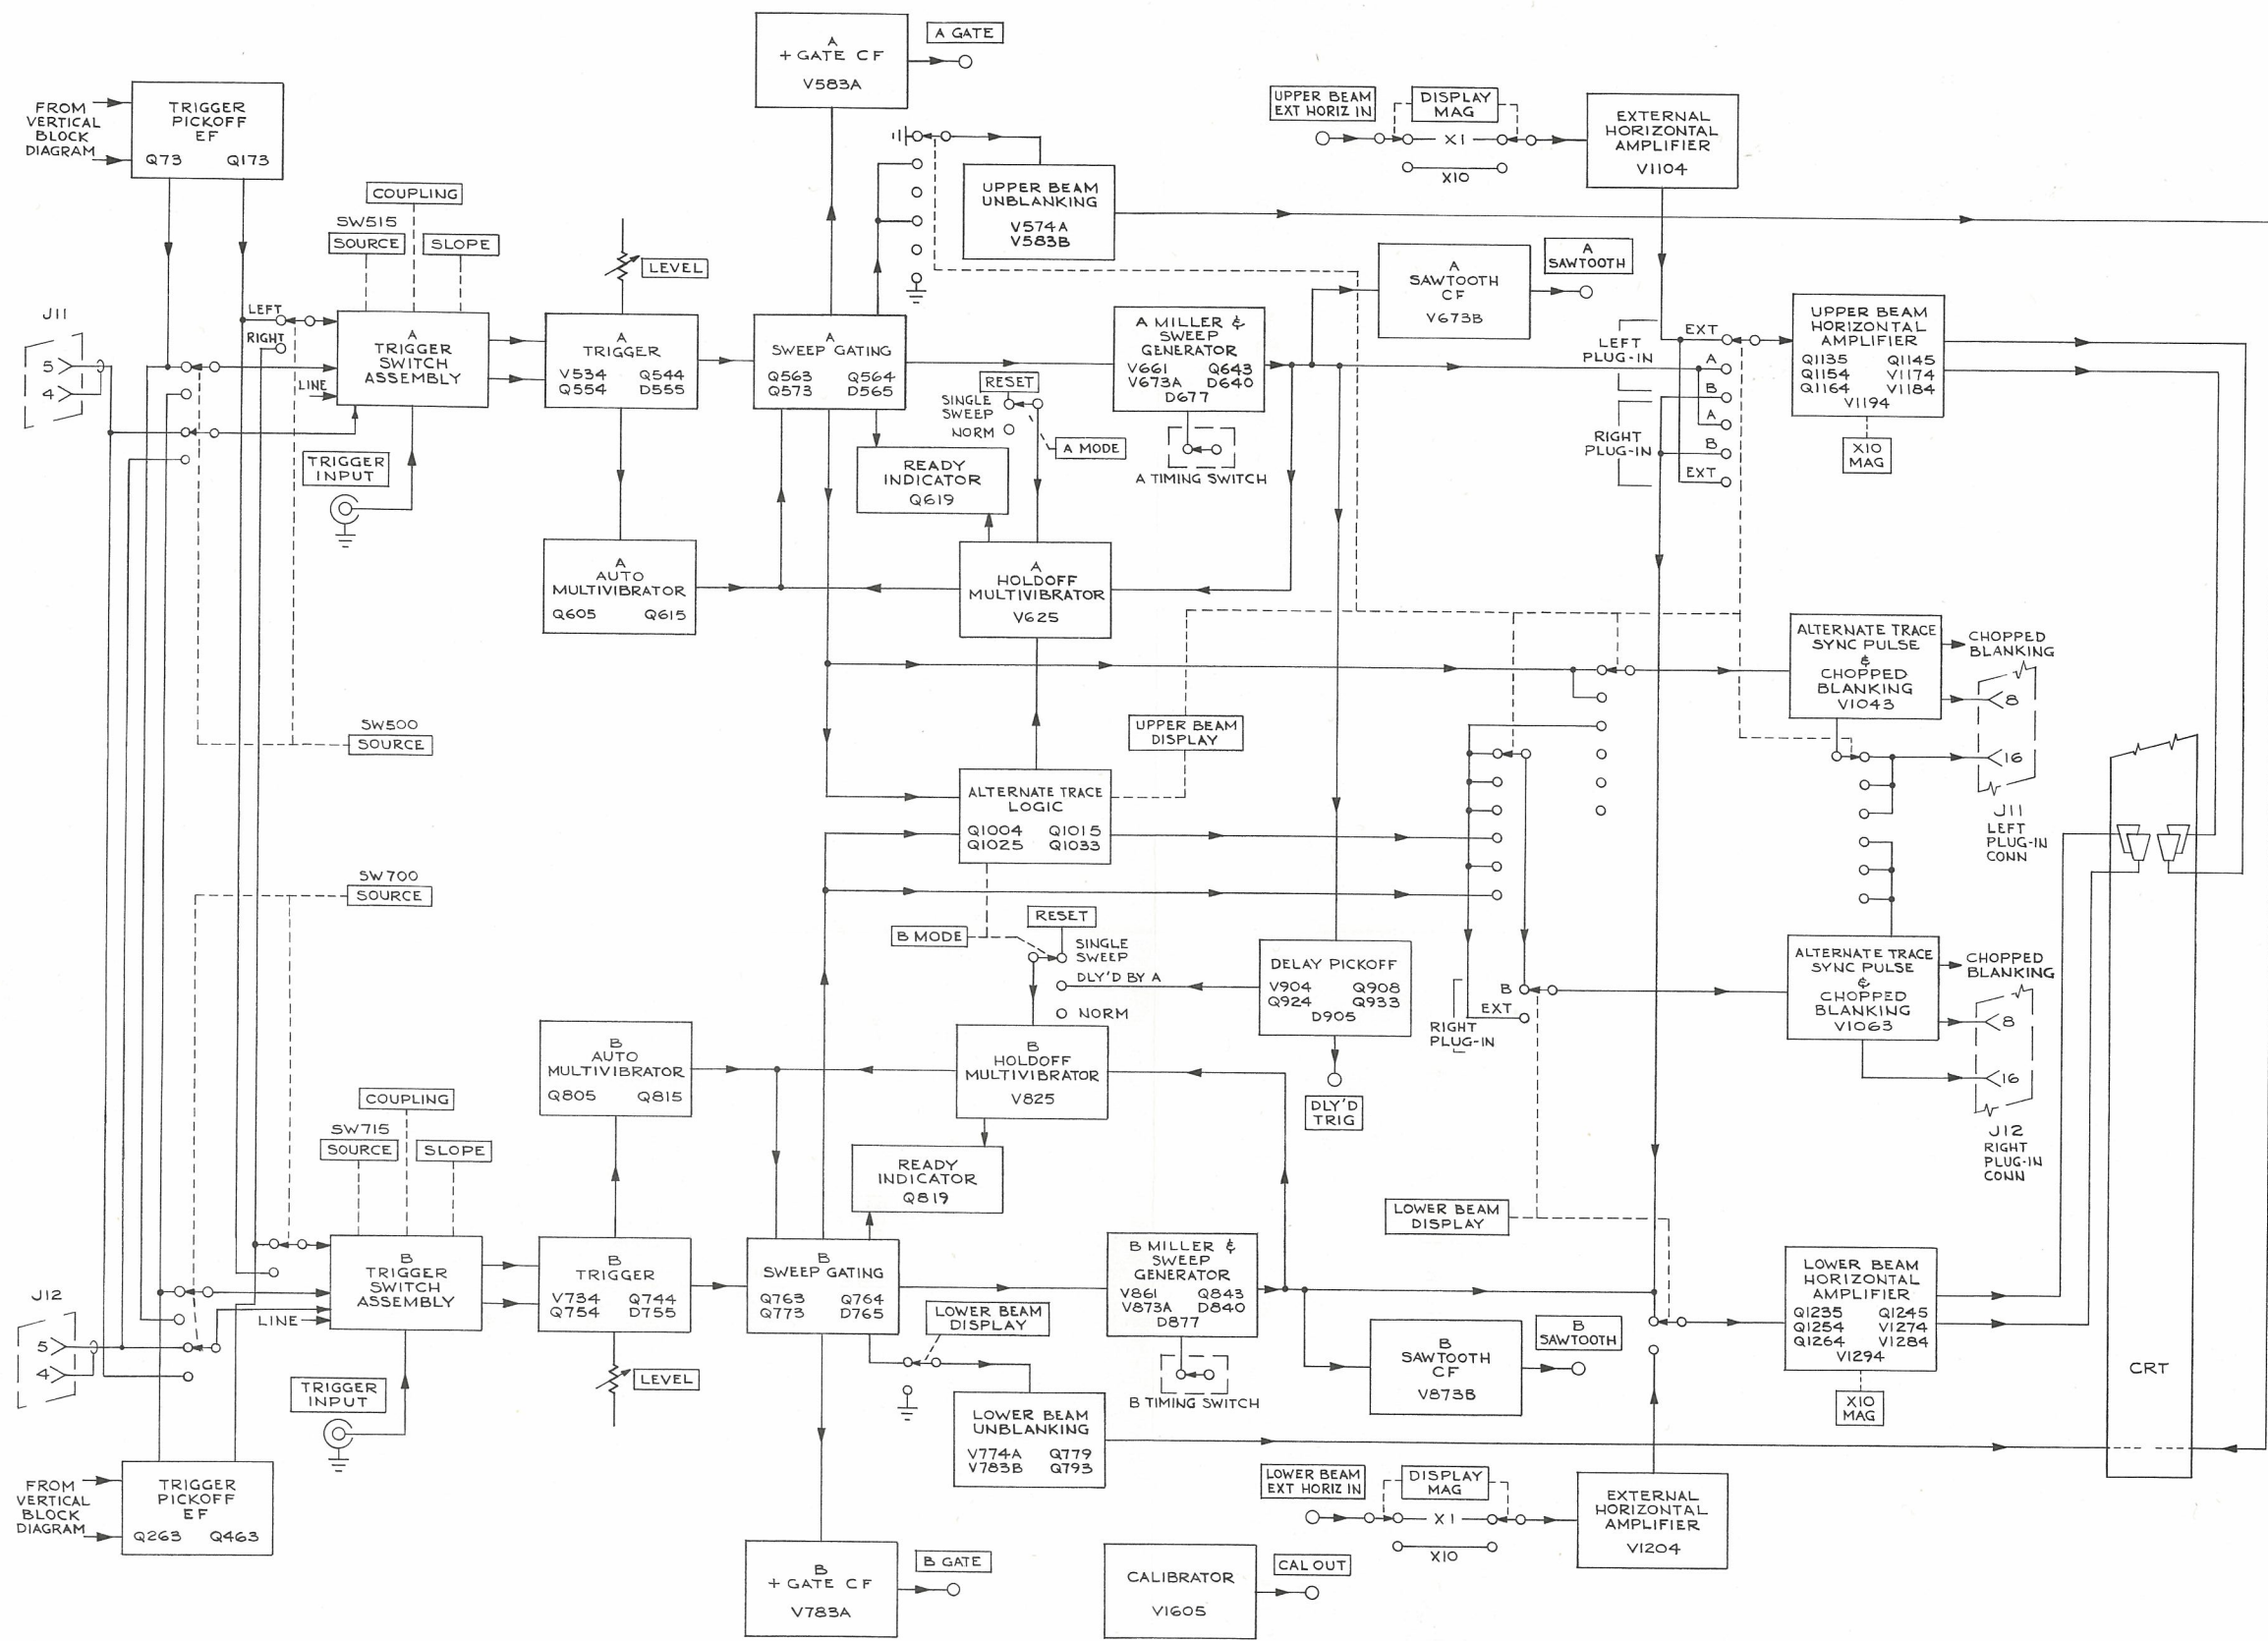 A
+ GATE CF
V583A
A GATE
FROM
VERTICAL
BLOCK
DIAGRAM
TRIGGER
PICKOFF
EF
Q73 Q173
UPPER BEAM
EXT HORIZ IN
DISPLAY
MAG
X1
X10
EXTERNAL
HORIZONTAL
AMPLIFIER
V1104
UPPER BEAM
UNBLANKING
V574A
V583B
COUPLING
SW515
SOURCE
SLOPE
LEVEL
A
SAWTOOTH
CF
V673B
A
SAWTOOTH
J11
5
4
LEFT
RIGHT
LINE
A
TRIGGER
SWITCH
ASSEMBLY
A
TRIGGER
V534 Q544
Q554 D555
A
SWEEP GATING
Q563 Q564
Q573 D565
A MILLER &
SWEEP
GENERATOR
V661 Q643
V673A D640
D677
LEFT
PLUG-IN
EXT
A
B
RIGHT
PLUG-IN
A
B
EXT
UPPER BEAM
HORIZONTAL
AMPLIFIER
Q1135 Q1145
Q1154 V1174
Q1164 V1184
V1194
X10
MAG
RESET
SINGLE
SWEEP
NORM
A MODE
A TIMING SWITCH
TRIGGER
INPUT
READY
INDICATOR
Q619
A
AUTO
MULTIVIBRATOR
Q605 Q615
A
HOLDOFF
MULTIVIBRATOR
V625
ALTERNATE TRACE
SYNC PULSE
&
CHOPPED
BLANKING
V1043
CHOPPED
BLANKING
8
16
J11
LEFT
PLUG-IN
CONN
SW500
SOURCE
UPPER BEAM
DISPLAY
ALTERNATE TRACE
LOGIC
Q1004 Q1015
Q1025 Q1033
SW700
SOURCE
RESET
B MODE
SINGLE
SWEEP
DLY'D BY A
NORM
DELAY PICKOFF
V904 Q908
Q924 Q933
D905
B
EXT
RIGHT
PLUG-IN
ALTERNATE TRACE
SYNC PULSE
&
CHOPPED
BLANKING
V1063
CHOPPED
BLANKING
8
16
J12
RIGHT
PLUG-IN
CONN
B
AUTO
MULTIVIBRATOR
Q805 Q815
B
HOLDOFF
MULTIVIBRATOR
V825
DLY'D
TRIG
COUPLING
SW715
SOURCE
SLOPE
READY
INDICATOR
Q819
LOWER BEAM
DISPLAY
J12
5
4
LINE
B
TRIGGER
SWITCH
ASSEMBLY
B
TRIGGER
V734 Q744
Q754 D755
B
SWEEP GATING
Q763 Q764
Q773 D765
LOWER BEAM
DISPLAY
B MILLER &
SWEEP
GENERATOR
V861 Q843
V873A D840
D877
LOWER BEAM
HORIZONTAL
AMPLIFIER
Q1235 Q1245
Q1254 V1274
Q1264 V1284
V1294
X10
MAG
CRT
TRIGGER
INPUT
LEVEL
B TIMING SWITCH
B
SAWTOOTH
CF
V873B
B
SAWTOOTH
LOWER BEAM
UNBLANKING
V774A Q779
V783B Q793
FROM
VERTICAL
BLOCK
DIAGRAM
TRIGGER
PICKOFF
EF
Q263 Q463
LOWER BEAM
EXT HORIZ IN
DISPLAY
MAG
X1
X10
EXTERNAL
HORIZONTAL
AMPLIFIER
V1204
B
+ GATE CF
V783A
B GATE
CALIBRATOR
V1605
CAL OUT